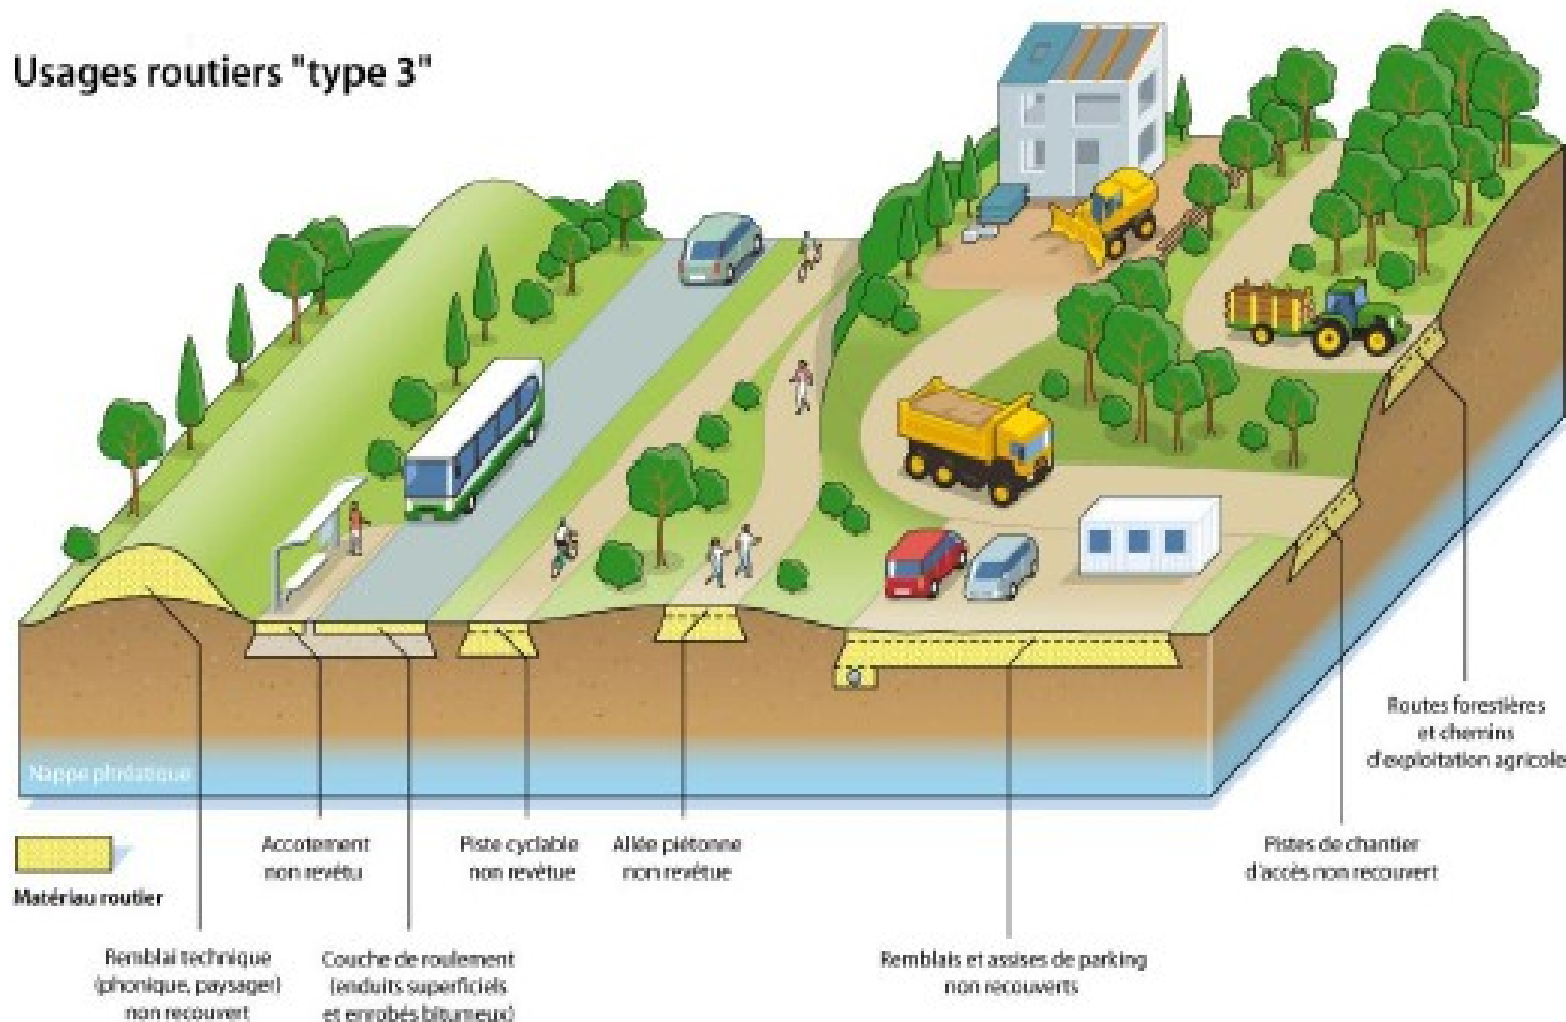 Usages routiers "type 3"
Nappe phréatique
Matériau routier
Accotement
non revêtu
Piste cyclable
non revêtue
Allée piétonne
non revêtue
Routes forestières
et chemins
d'exploitation agricole
Pistes de chantier
d'accès non recouvert
Remblai technique
(phonique, paysager)
non recouvert
Couche de roulement
(enduits superficiels
et enrobés bitumeux)
Remblais et assises de parking
non recouverts